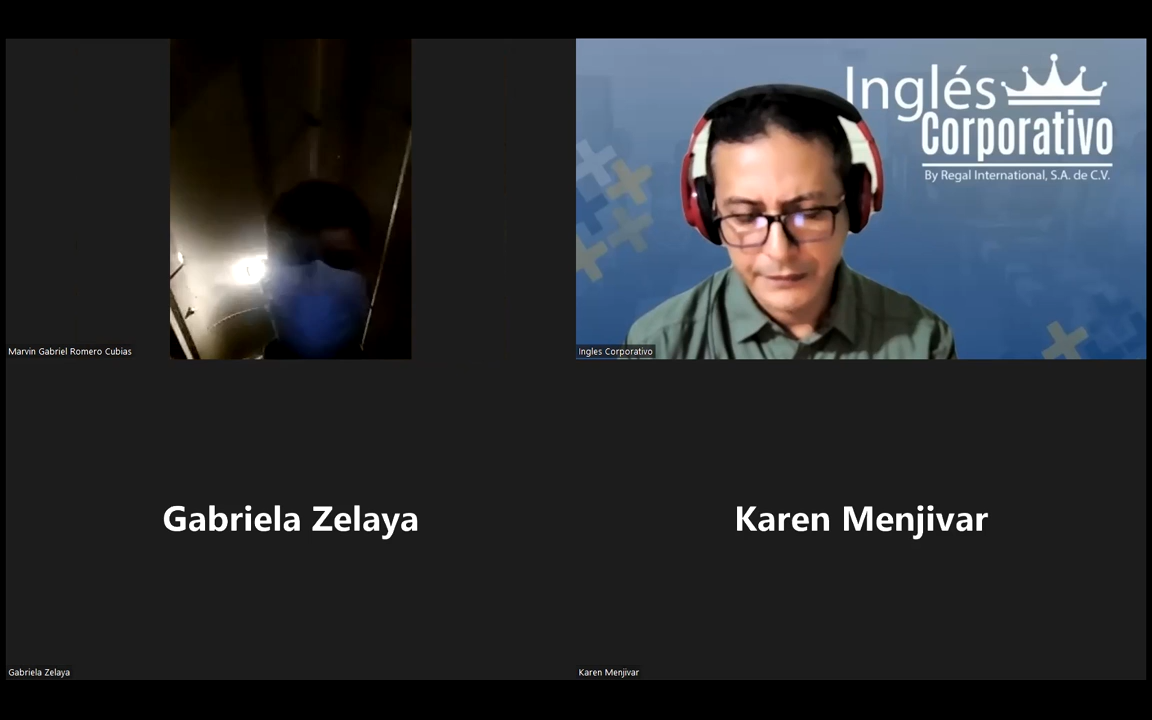 Inglés
Corporativo
By Regal International, S.A. de C.V.
Marvin Gabriel Romero Cubias
Ingles Corporativo
Gabriela Zelaya
Karen Menjivar
Gabriela Zelaya
Karen Menjivar